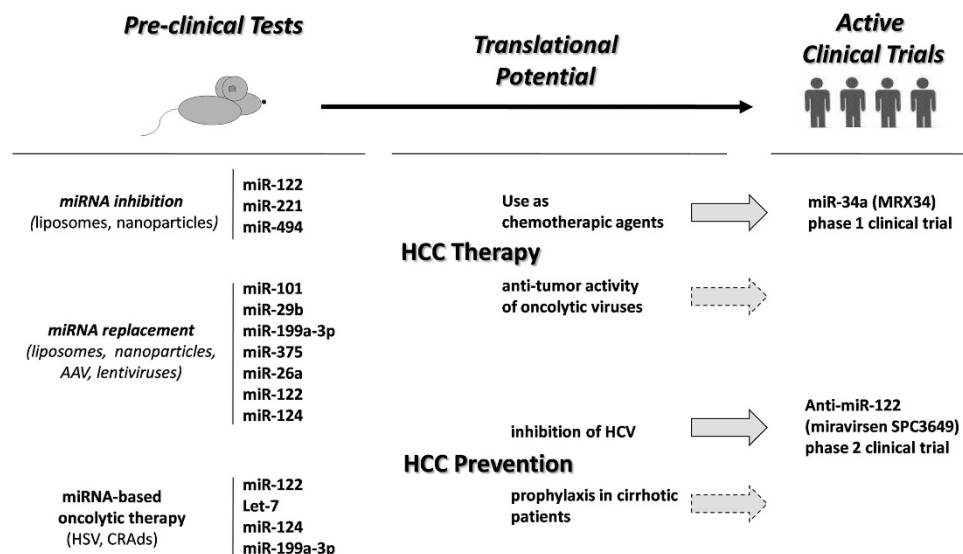 Pre-clinical Tests
Translational
Potential
Active
Clinical Trials
miRNA inhibition
(liposomes, nanoparticles)
miR-122
miR-221
miR-494
miRNA replacement
(liposomes, nanoparticles,
AAV, lentiviruses)
miR-101
miR-29b
miR-199a-3p
miR-375
miR-26a
miR-122
miR-124
miRNA-based
oncolytic therapy
(HSV, CRAds)
miR-122
Let-7
miR-124
miR-199a-3p
Use as
chemotherapic agents
HCC Therapy
anti-tumor activity
of oncolytic viruses
inhibition of HCV
HCC Prevention
prophylaxis in cirrhotic
patients
miR-34a (MRX34)
phase 1 clinical trial
Anti-miR-122
(miravirsen SPC3649)
phase 2 clinical trial